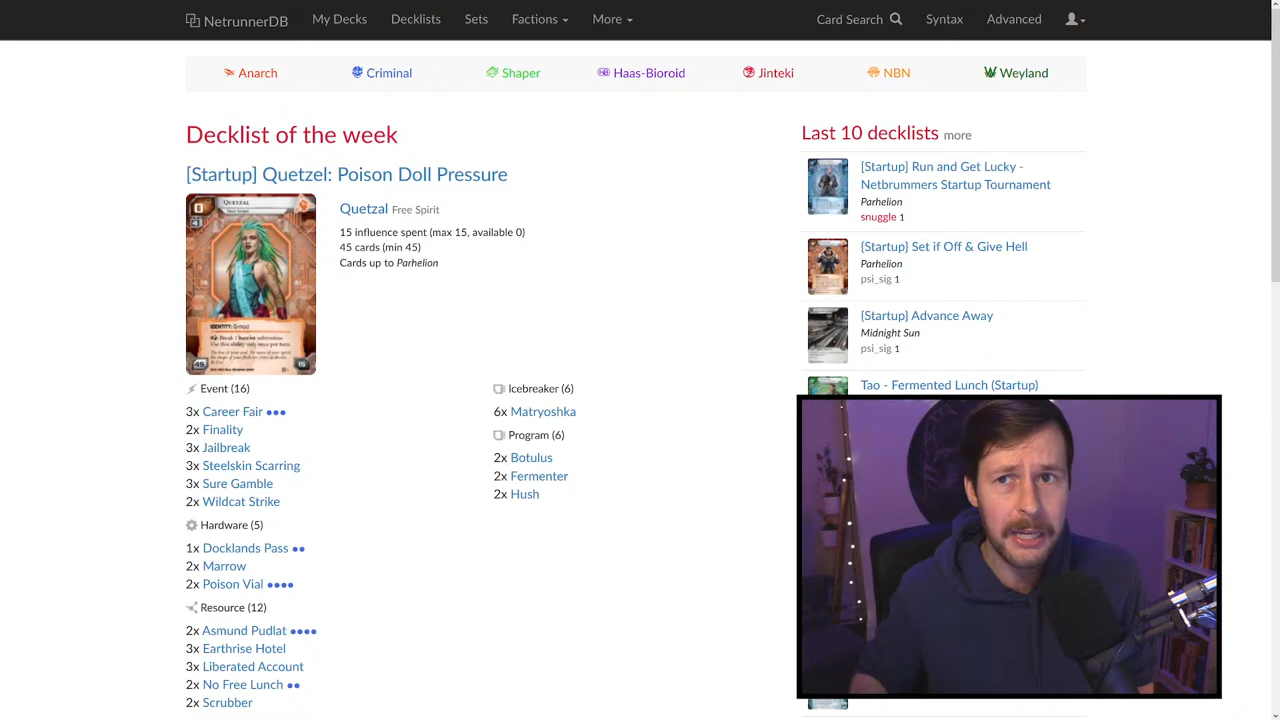 NetrunnerDB
My Decks
Decklists
Sets
Factions
More
Card Search
Syntax
Advanced
Anarch
Criminal
Shaper
Haas-Bioroid
Jinteki
NBN
Weyland
Decklist of the week
[Startup] Quetzel: Poison Doll Pressure
QUETZAL
45
15
Quetzal Free Spirit
15 influence spent (max 15, available 0)
45 cards (min 45)
Cards up to Parhelion
Event (16)
3x Career Fair ●●●
2x Finality
3x Jailbreak
3x Steelskin Scarring
3x Sure Gamble
2x Wildcat Strike
Hardware (5)
1x Docklands Pass ●●
2x Marrow
2x Poison Vial ●●●●
Resource (12)
2x Asmund Pudlat ●●●●
3x Earthrise Hotel
3x Liberated Account
2x No Free Lunch ●●
2x Scrubber
Icebreaker (6)
6x Matryoshka
Program (6)
2x Botulus
2x Fermenter
2x Hush
Last 10 decklists more
[Startup] Run and Get Lucky -
Netbrummers Startup Tournament
Parhelion
snuggle 1
{Startup} Set if Off & Give Hell
Parhelion
psi_sig 1
{Startup} Advance Away
Midnight Sun
psi_sig 1
Tao - Fermented Lunch (Startup)